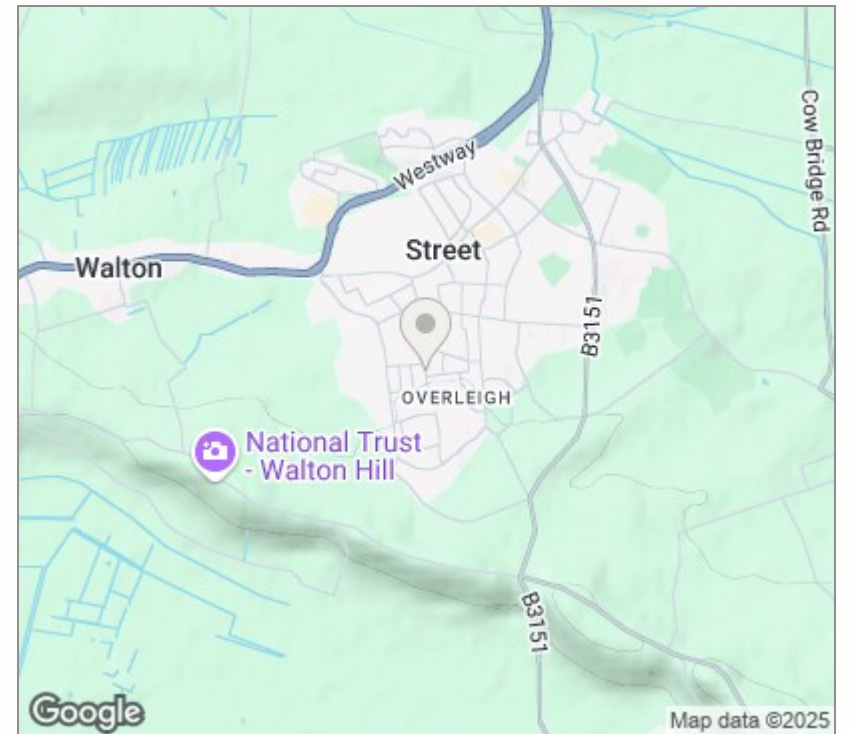 Cow Bridge Rd
Westway
Street
Walton
B3151
OVERLEIGH
National Trust
- Walton Hill
B3151
Google
Map data ©2025